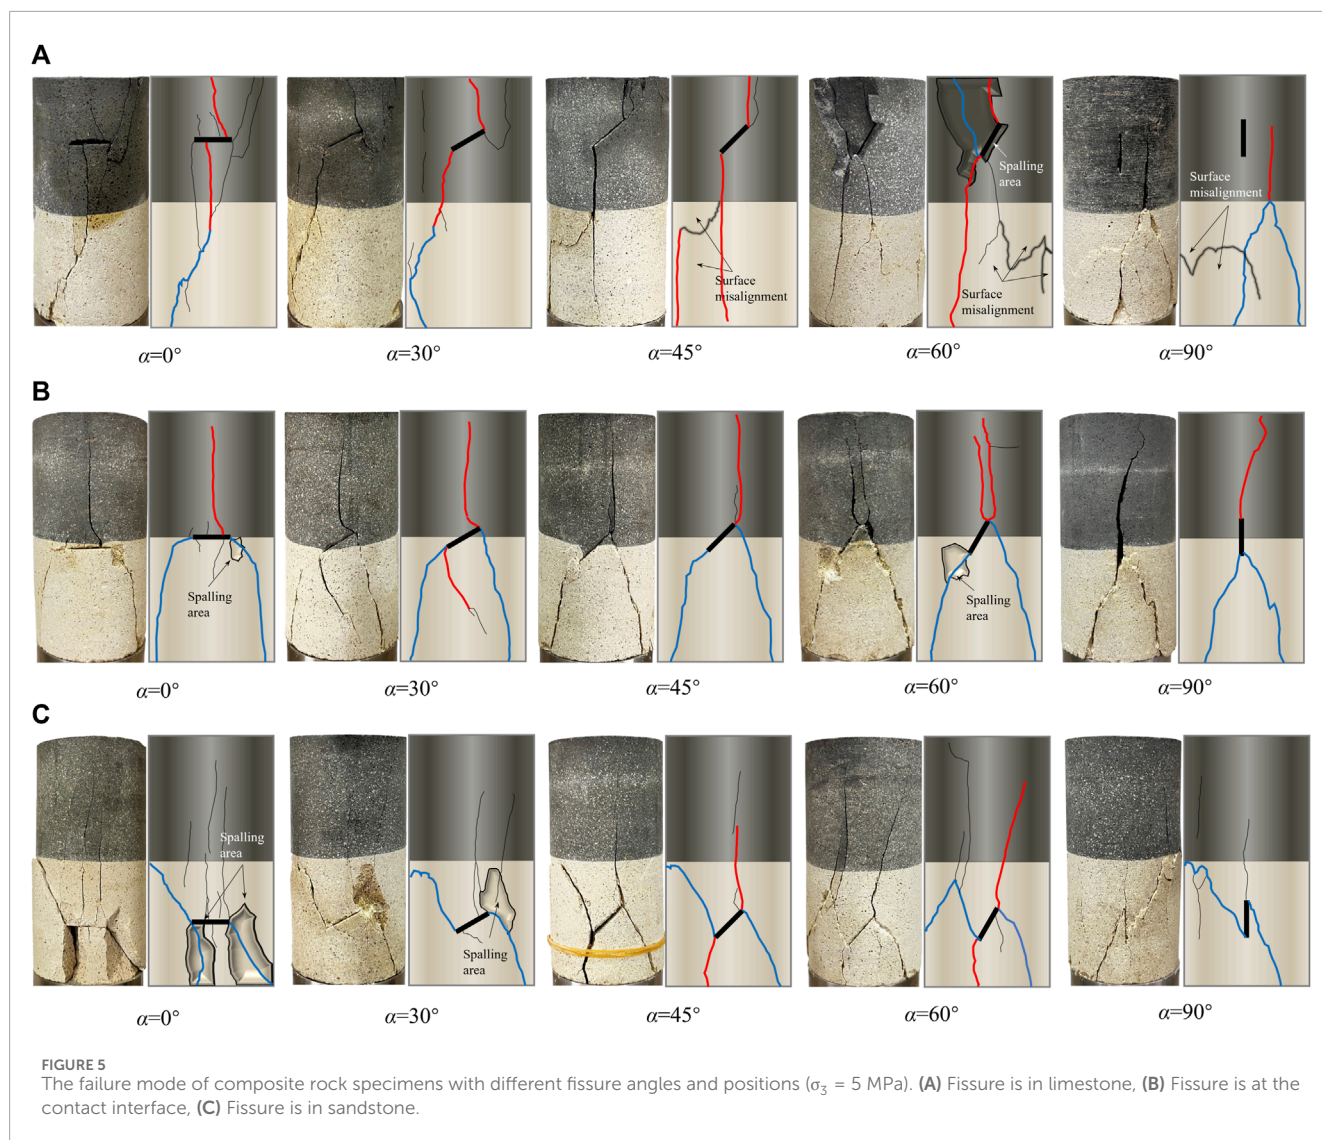 A
Spalling
area
Surface
misalignment
Surface
misalignment
Surface
misalignment
α=0°
α=30°
α=45°
α=60°
α=90°
B
Spalling
area
Spalling
area
α=0°
α=30°
α=45°
α=60°
α=90°
C
Spalling
area
Spalling
area
α=0°
α=30°
α=45°
α=60°
α=90°
FIGURE 5
The failure mode of composite rock specimens with different fissure angles and positions (σ₃ = 5 MPa). (A) Fissure is in limestone, (B) Fissure is at the
contact interface, (C) Fissure is in sandstone.